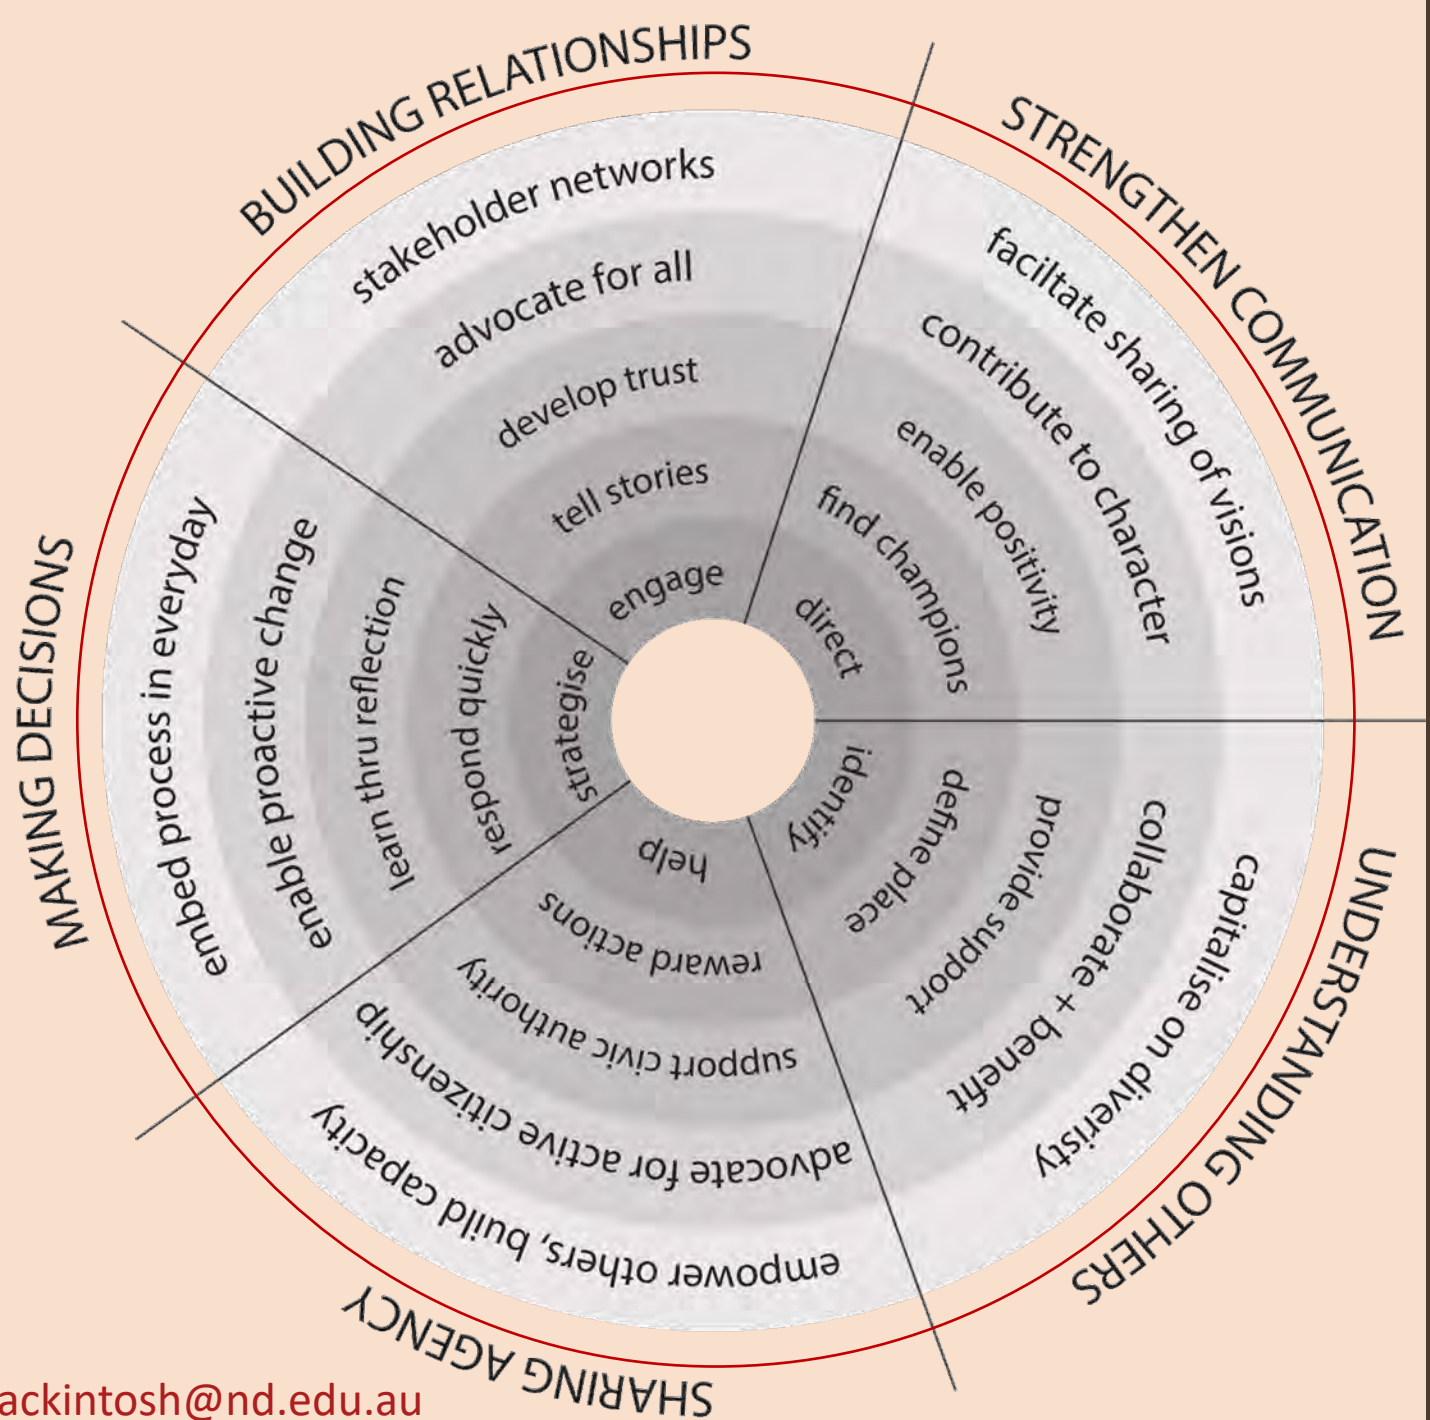 BUILDING RELATIONSHIPS
stakeholder networks
advocate for all
develop trust
tell stories
engage
STRENGTHEN COMMUNICATION
faciltate sharing of visions
contribute to character
enable positivity
find champions
direct
UNDERSTANDING OTHERS
capitalise on diveristy
collaborate + benefit
provide support
define place
identify
SHARING AGENCY
empower others, build capacity
advocate for active citizenship
support civic authority
reward actions
help
MAKING DECISIONS
embed process in everyday
enable proactive change
learn thru reflection
respond quickly
strategise
ackintosh@nd.edu.au